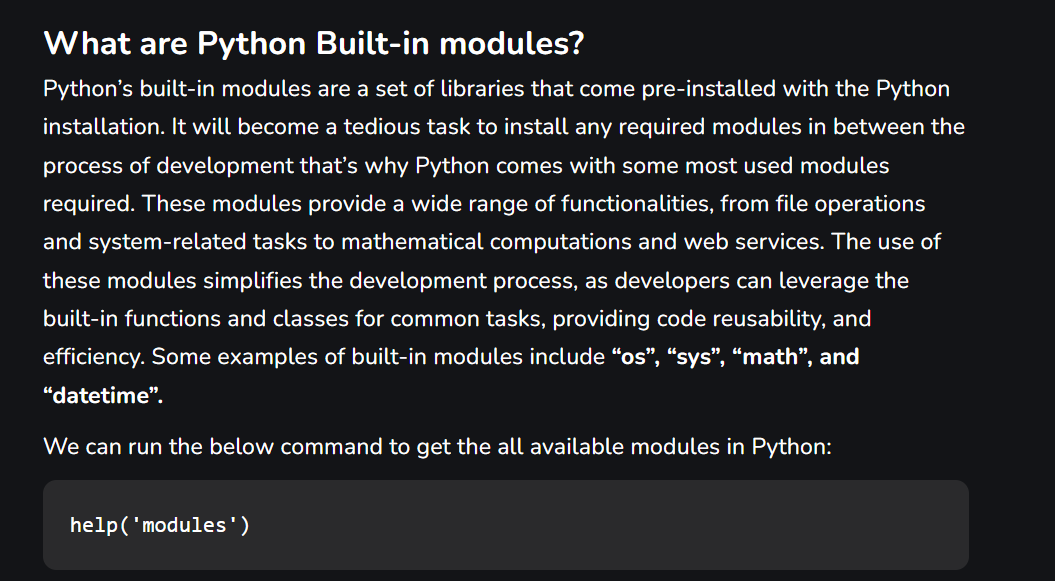 What are Python Built-in modules?
Python’s built-in modules are a set of libraries that come pre-installed with the Python
installation. It will become a tedious task to install any required modules in between the
process of development that’s why Python comes with some most used modules
required. These modules provide a wide range of functionalities, from file operations
and system-related tasks to mathematical computations and web services. The use of
these modules simplifies the development process, as developers can leverage the
built-in functions and classes for common tasks, providing code reusability, and
efficiency. Some examples of built-in modules include “os”, “sys”, “math”, and
“datetime”.
We can run the below command to get the all available modules in Python:
help('modules')